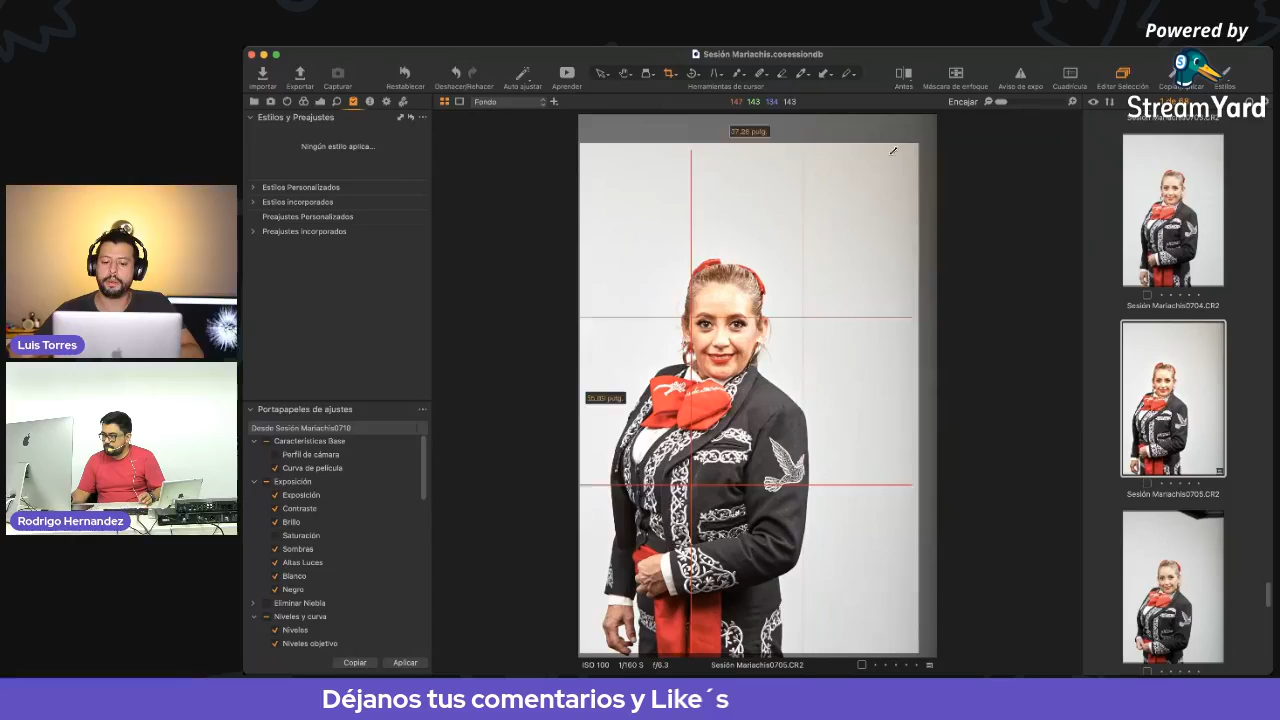 Powered by
StreamYard
Sesión Mariachis.cosessiondb
Importar
Exportar
Capturar
Restablecer
Deshacer/Rehacer
Auto ajustar
Aprender
Herramientas de cursor
Antes
Máscara de enfoque
Aviso de expo
Cuadrícula
Editar Selección
Estilos
Fondo
147 143 134 143
Encajar
Estilos y Preajustes
Ningún estilo aplica...
Estilos Personalizados
Estilos incorporados
Preajustes Personalizados
Preajustes incorporados
Portapapeles de ajustes
Desde Sesión Mariachis0710
Características Base
Perfil de cámara
Curva de película
Exposición
Exposición
Contraste
Brillo
Saturación
Sombras
Altas Luces
Blanco
Negro
Eliminar Niebla
Niveles y curva
Niveles
Niveles objetivo
Copiar
Aplicar
37,28 pulg.
ISO 100
1/160 S
f/6.3
Sesión Mariachis0705.CR2
Sesión Mariachis0704.CR2
Sesión Mariachis0705.CR2
Luis Torres
Rodrigo Hernandez
Déjanos tus comentarios y Like´s